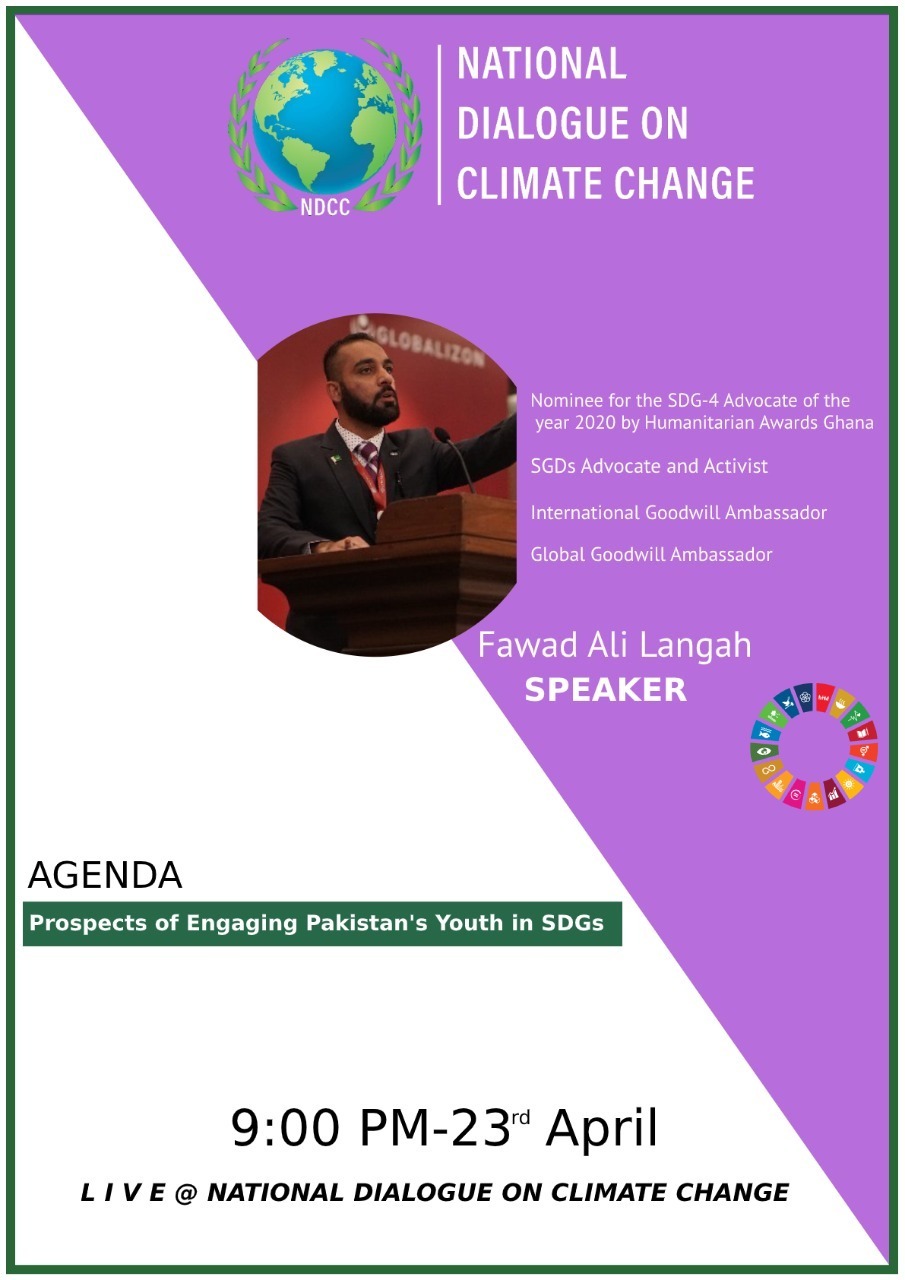 NATIONAL
DIALOGUE ON
CLIMATE CHANGE
NDCC
GLOBALIZON
Nominee for the SDG-4 Advocate of the
year 2020 by Humanitarian Awards Ghana
SGDs Advocate and Activist
International Goodwill Ambassador
Global Goodwill Ambassador
Fawad Ali Langah
SPEAKER
AGENDA
Prospects of Engaging Pakistan's Youth in SDGs
9:00 PM-23rd April
L I V E @ NATIONAL DIALOGUE ON CLIMATE CHANGE